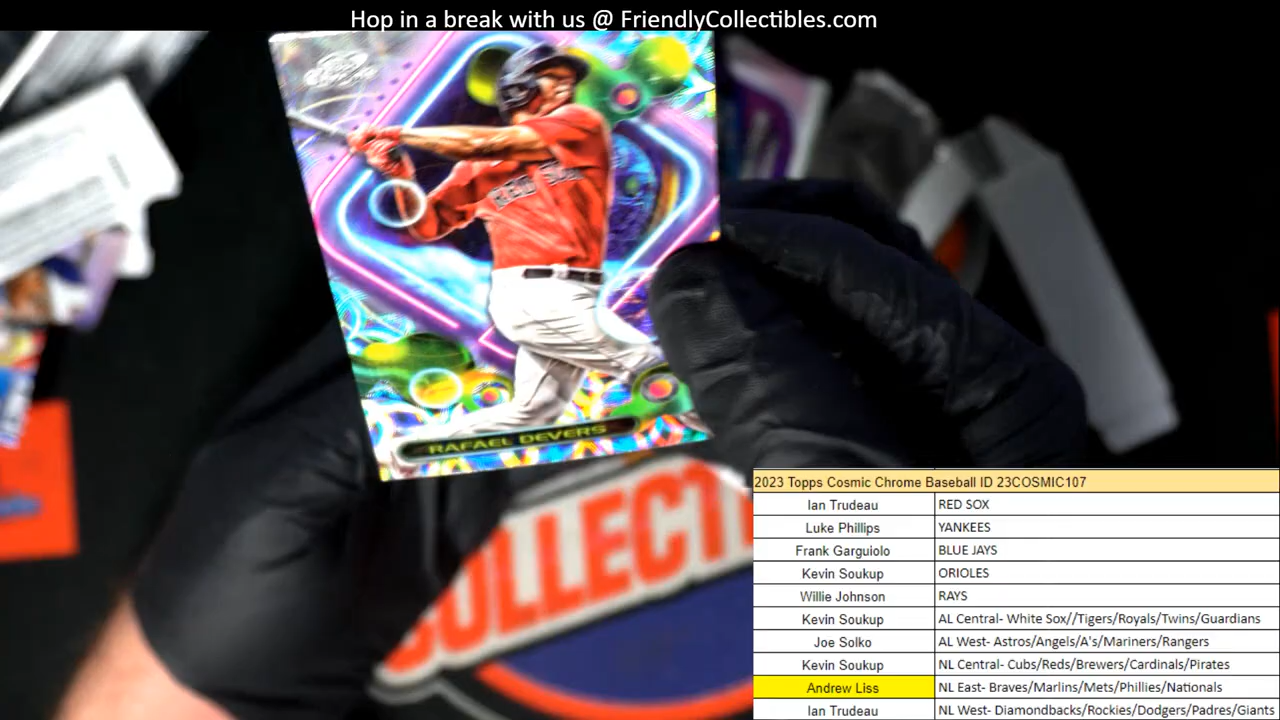 Hop in a break with us @ FriendlyCollectibles.com
RED SOX
RAFAEL DEVERS
COLLECTI
2023 Topps Cosmic Chrome Baseball ID 23COSMIC107
Ian Trudeau RED SOX
Luke Phillips YANKEES
Frank Garguiolo BLUE JAYS
Kevin Soukup ORIOLES
Willie Johnson RAYS
Kevin Soukup AL Central- White Sox//Tigers/Royals/Twins/Guardians
Joe Solko AL West- Astros/Angels/A's/Mariners/Rangers
Kevin Soukup NL Central- Cubs/Reds/Brewers/Cardinals/Pirates
Andrew Liss NL East- Braves/Marlins/Mets/Phillies/Nationals
Ian Trudeau NL West- Diamondbacks/Rockies/Dodgers/Padres/Giants